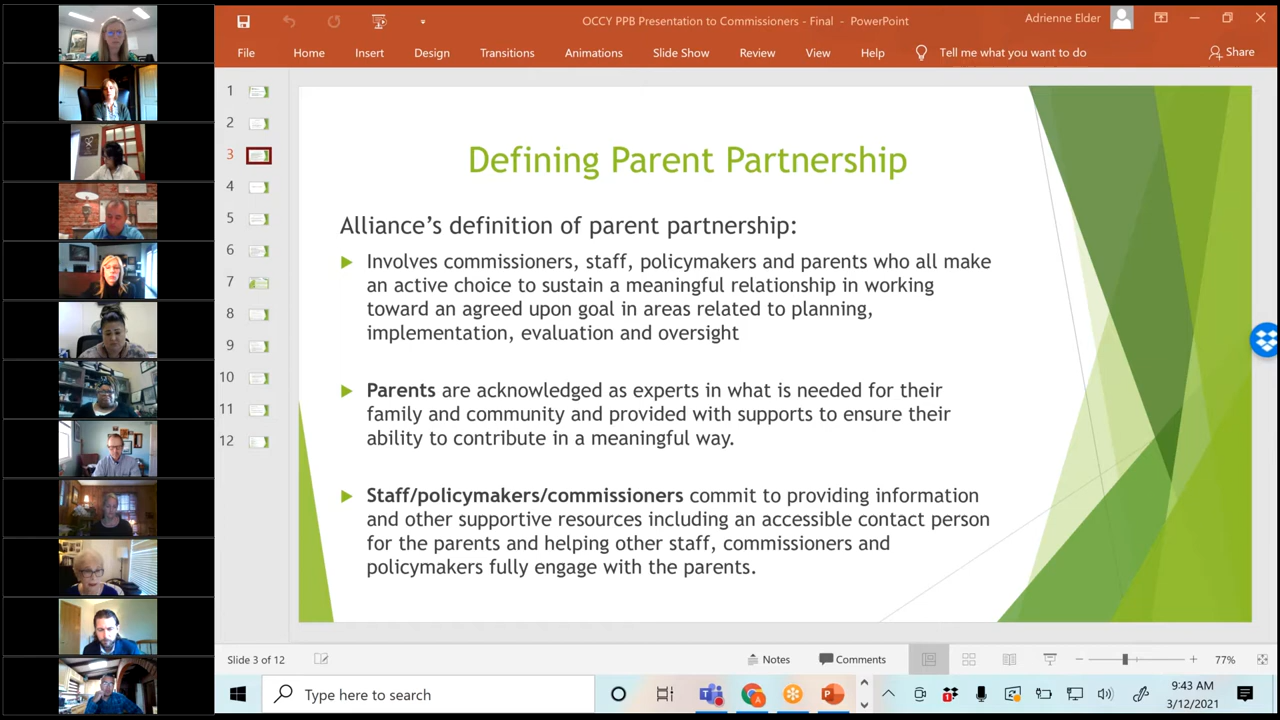 OCCY PPB Presentation to Commissioners - Final - PowerPoint
Adrienne Elder
File Home Insert Design Transitions Animations Slide Show Review View Help Tell me what you want to do Share
1
2
3
4
5
6
7
8
9
10
11
12
Defining Parent Partnership
Alliance’s definition of parent partnership:
Involves commissioners, staff, policymakers and parents who all make
an active choice to sustain a meaningful relationship in working
toward an agreed upon goal in areas related to planning,
implementation, evaluation and oversight
Parents are acknowledged as experts in what is needed for their
family and community and provided with supports to ensure their
ability to contribute in a meaningful way.
Staff/policymakers/commissioners commit to providing information
and other supportive resources including an accessible contact person
for the parents and helping other staff, commissioners and
policymakers fully engage with the parents.
Slide 3 of 12
Notes
Comments
77%
Type here to search
9:43 AM
3/12/2021